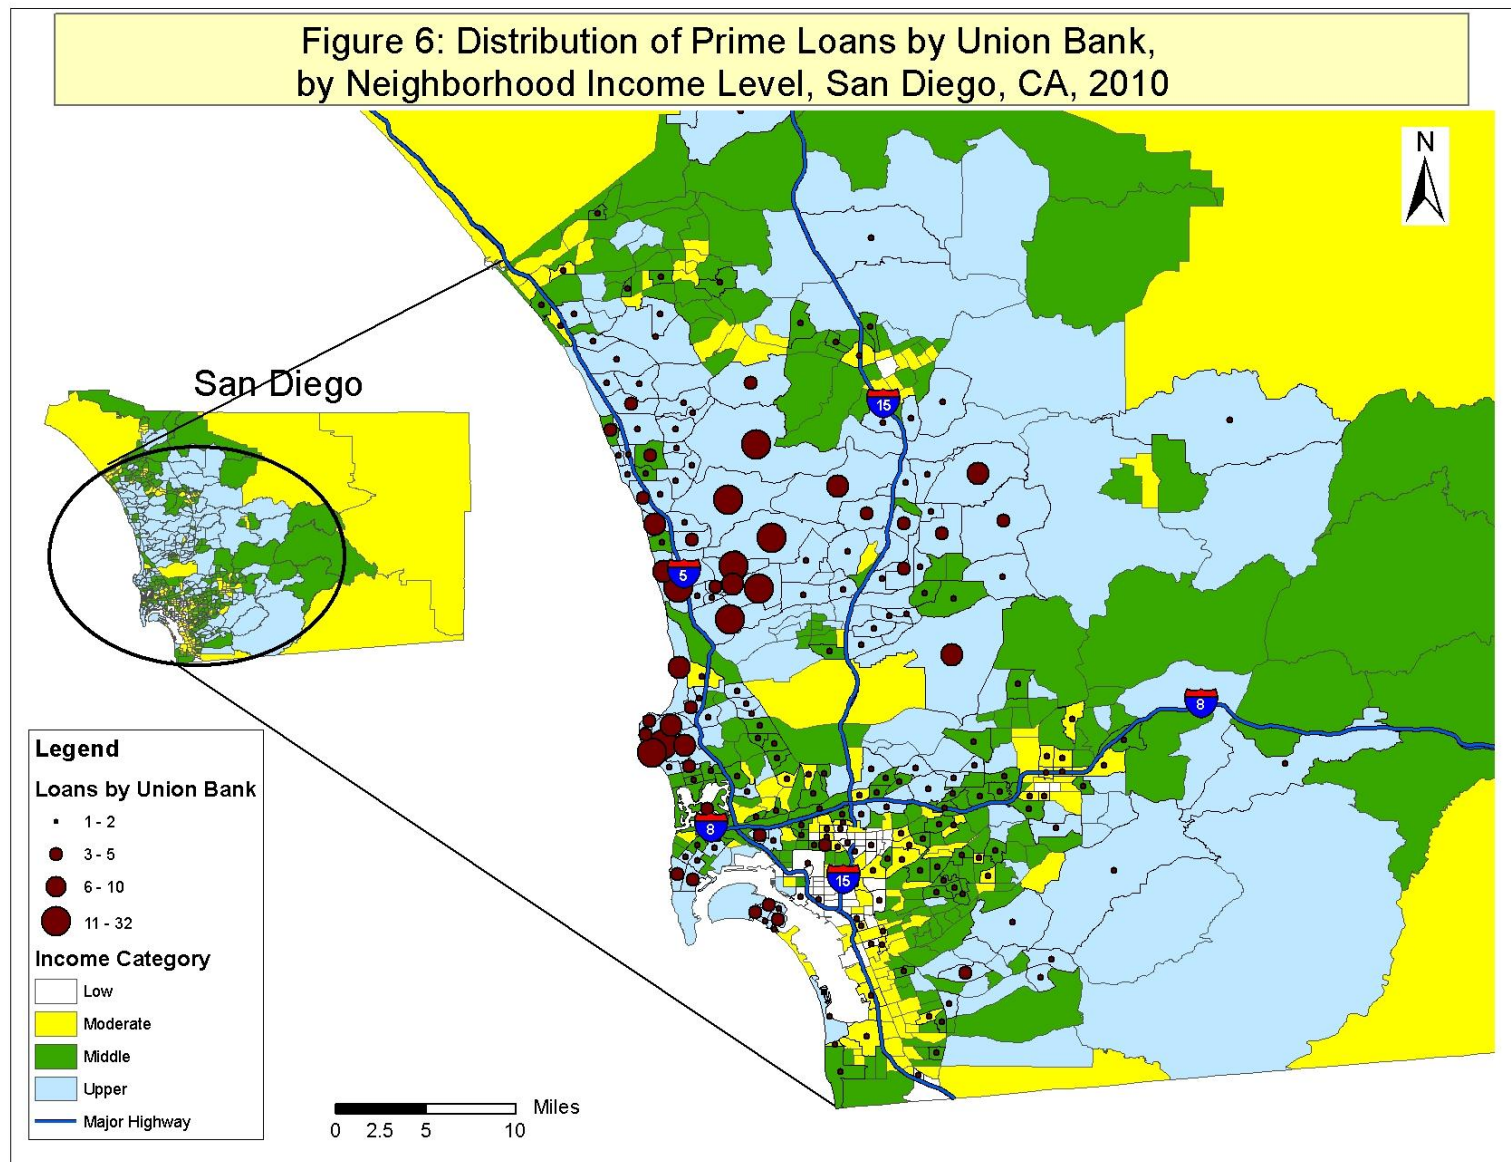 Figure 6: Distribution of Prime Loans by Union Bank,
by Neighborhood Income Level, San Diego, CA, 2010
N
San Diego
15
5
8
8
15
Legend
Loans by Union Bank
1 - 2
3 - 5
6 - 10
11 - 32
Income Category
Low
Moderate
Middle
Upper
Major Highway
Miles
0 2.5 5 10